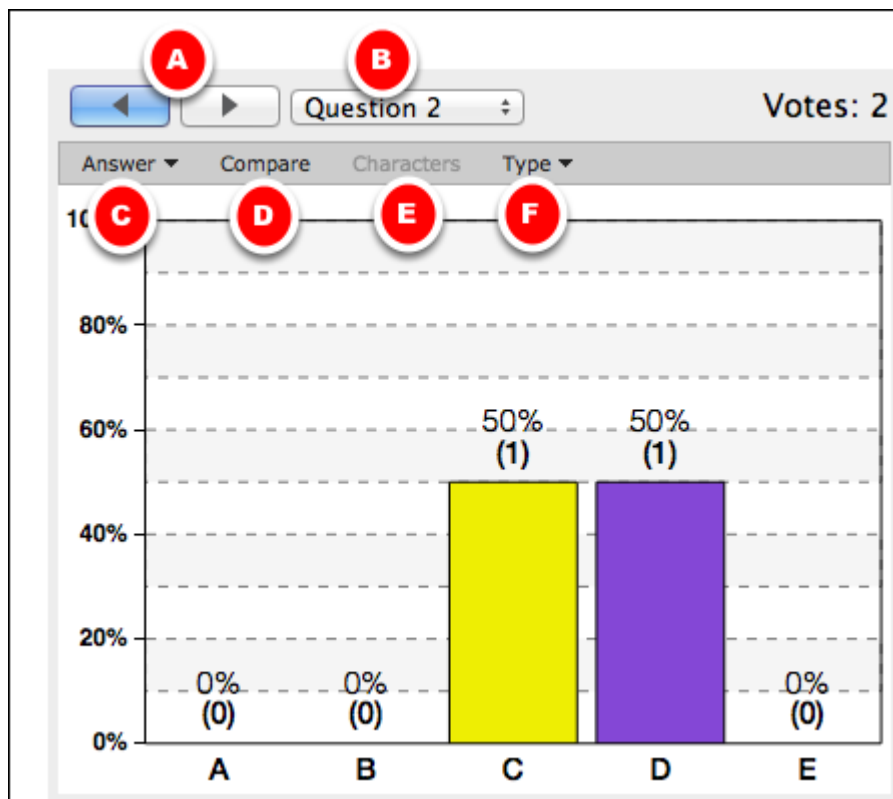 A B
Question 2 Votes: 2
Answer Compare Characters Type
C D E F
80%
60%
40%
20%
0%
50% 50%
(1) (1)
0% 0% 0%
(0) (0) (0)
A B C D E